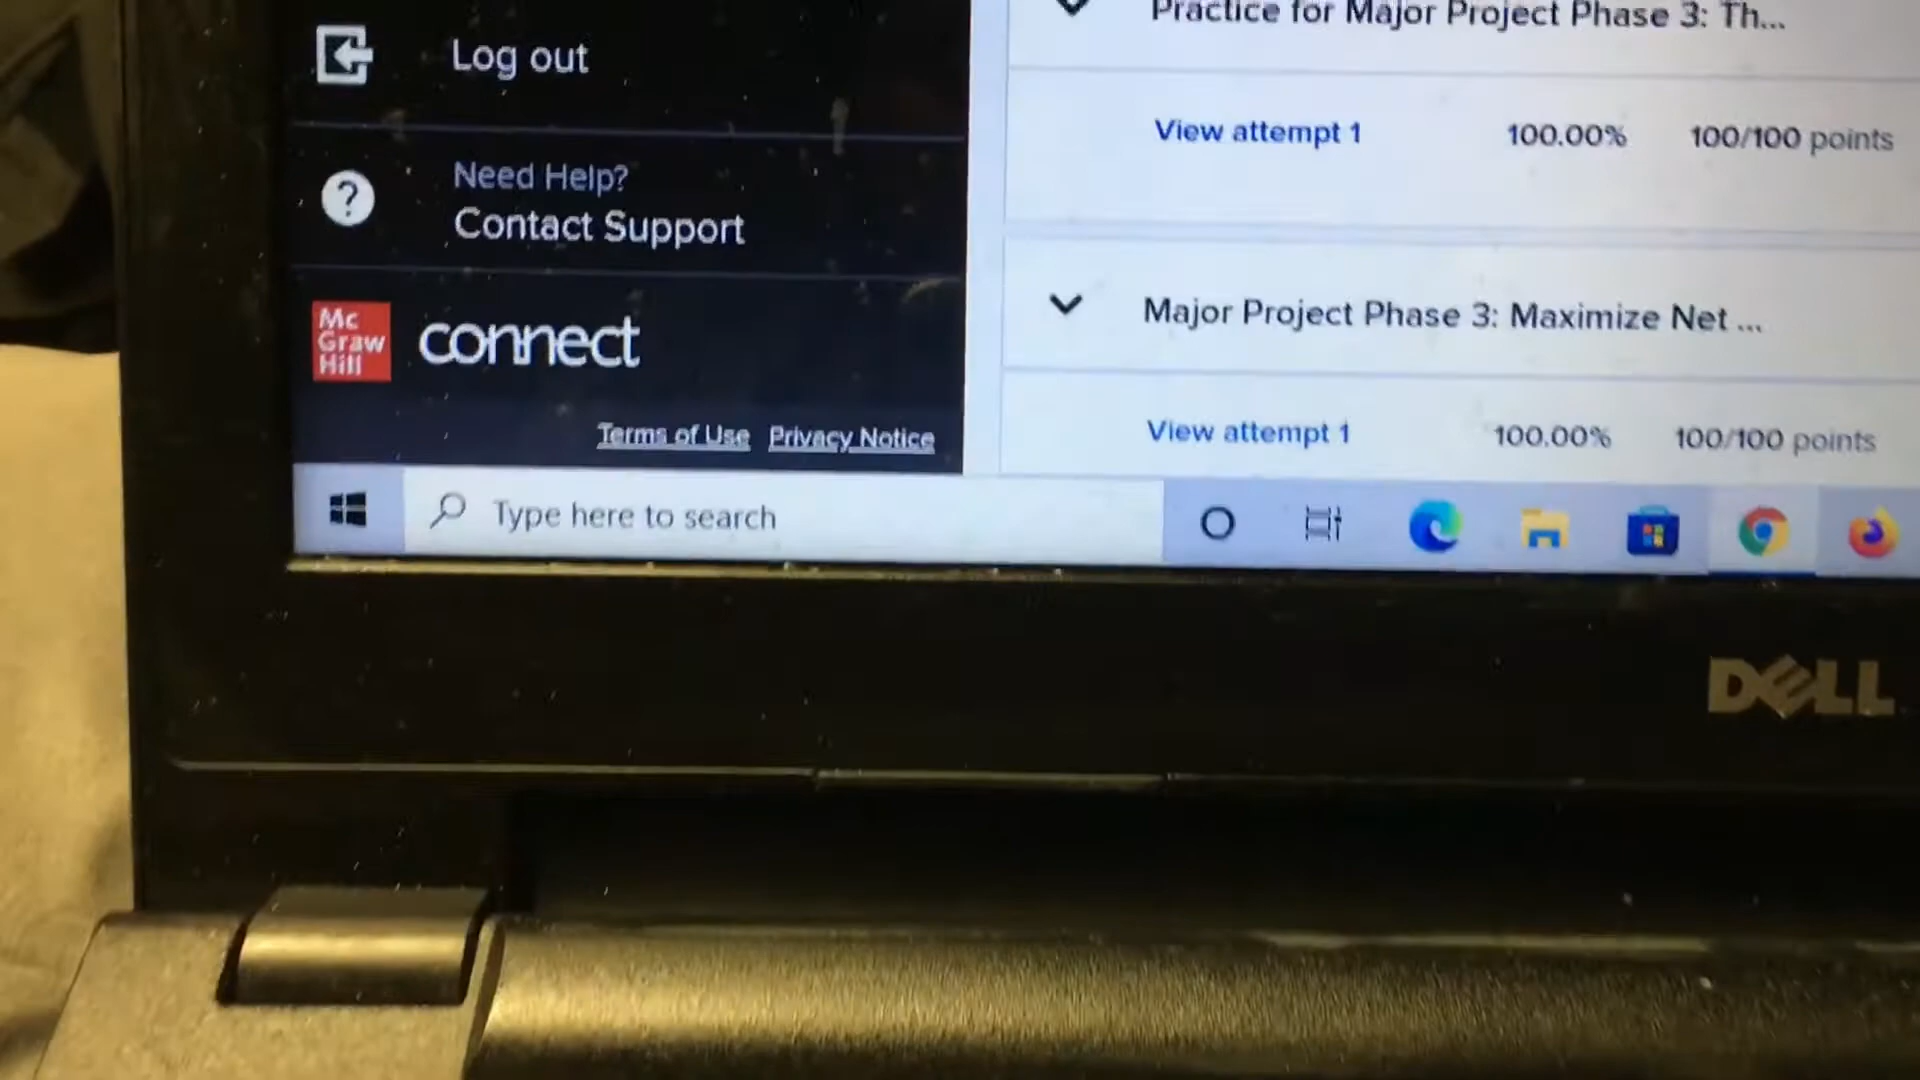 Log out
Need Help?
Contact Support
Mc
Graw
Hill
connect
Terms of Use Privacy Notice
Practice for Major Project Phase 3: Th...
View attempt 1 100.00% 100/100 points
Major Project Phase 3: Maximize Net ...
View attempt 1 100.00% 100/100 points
Type here to search
DELL